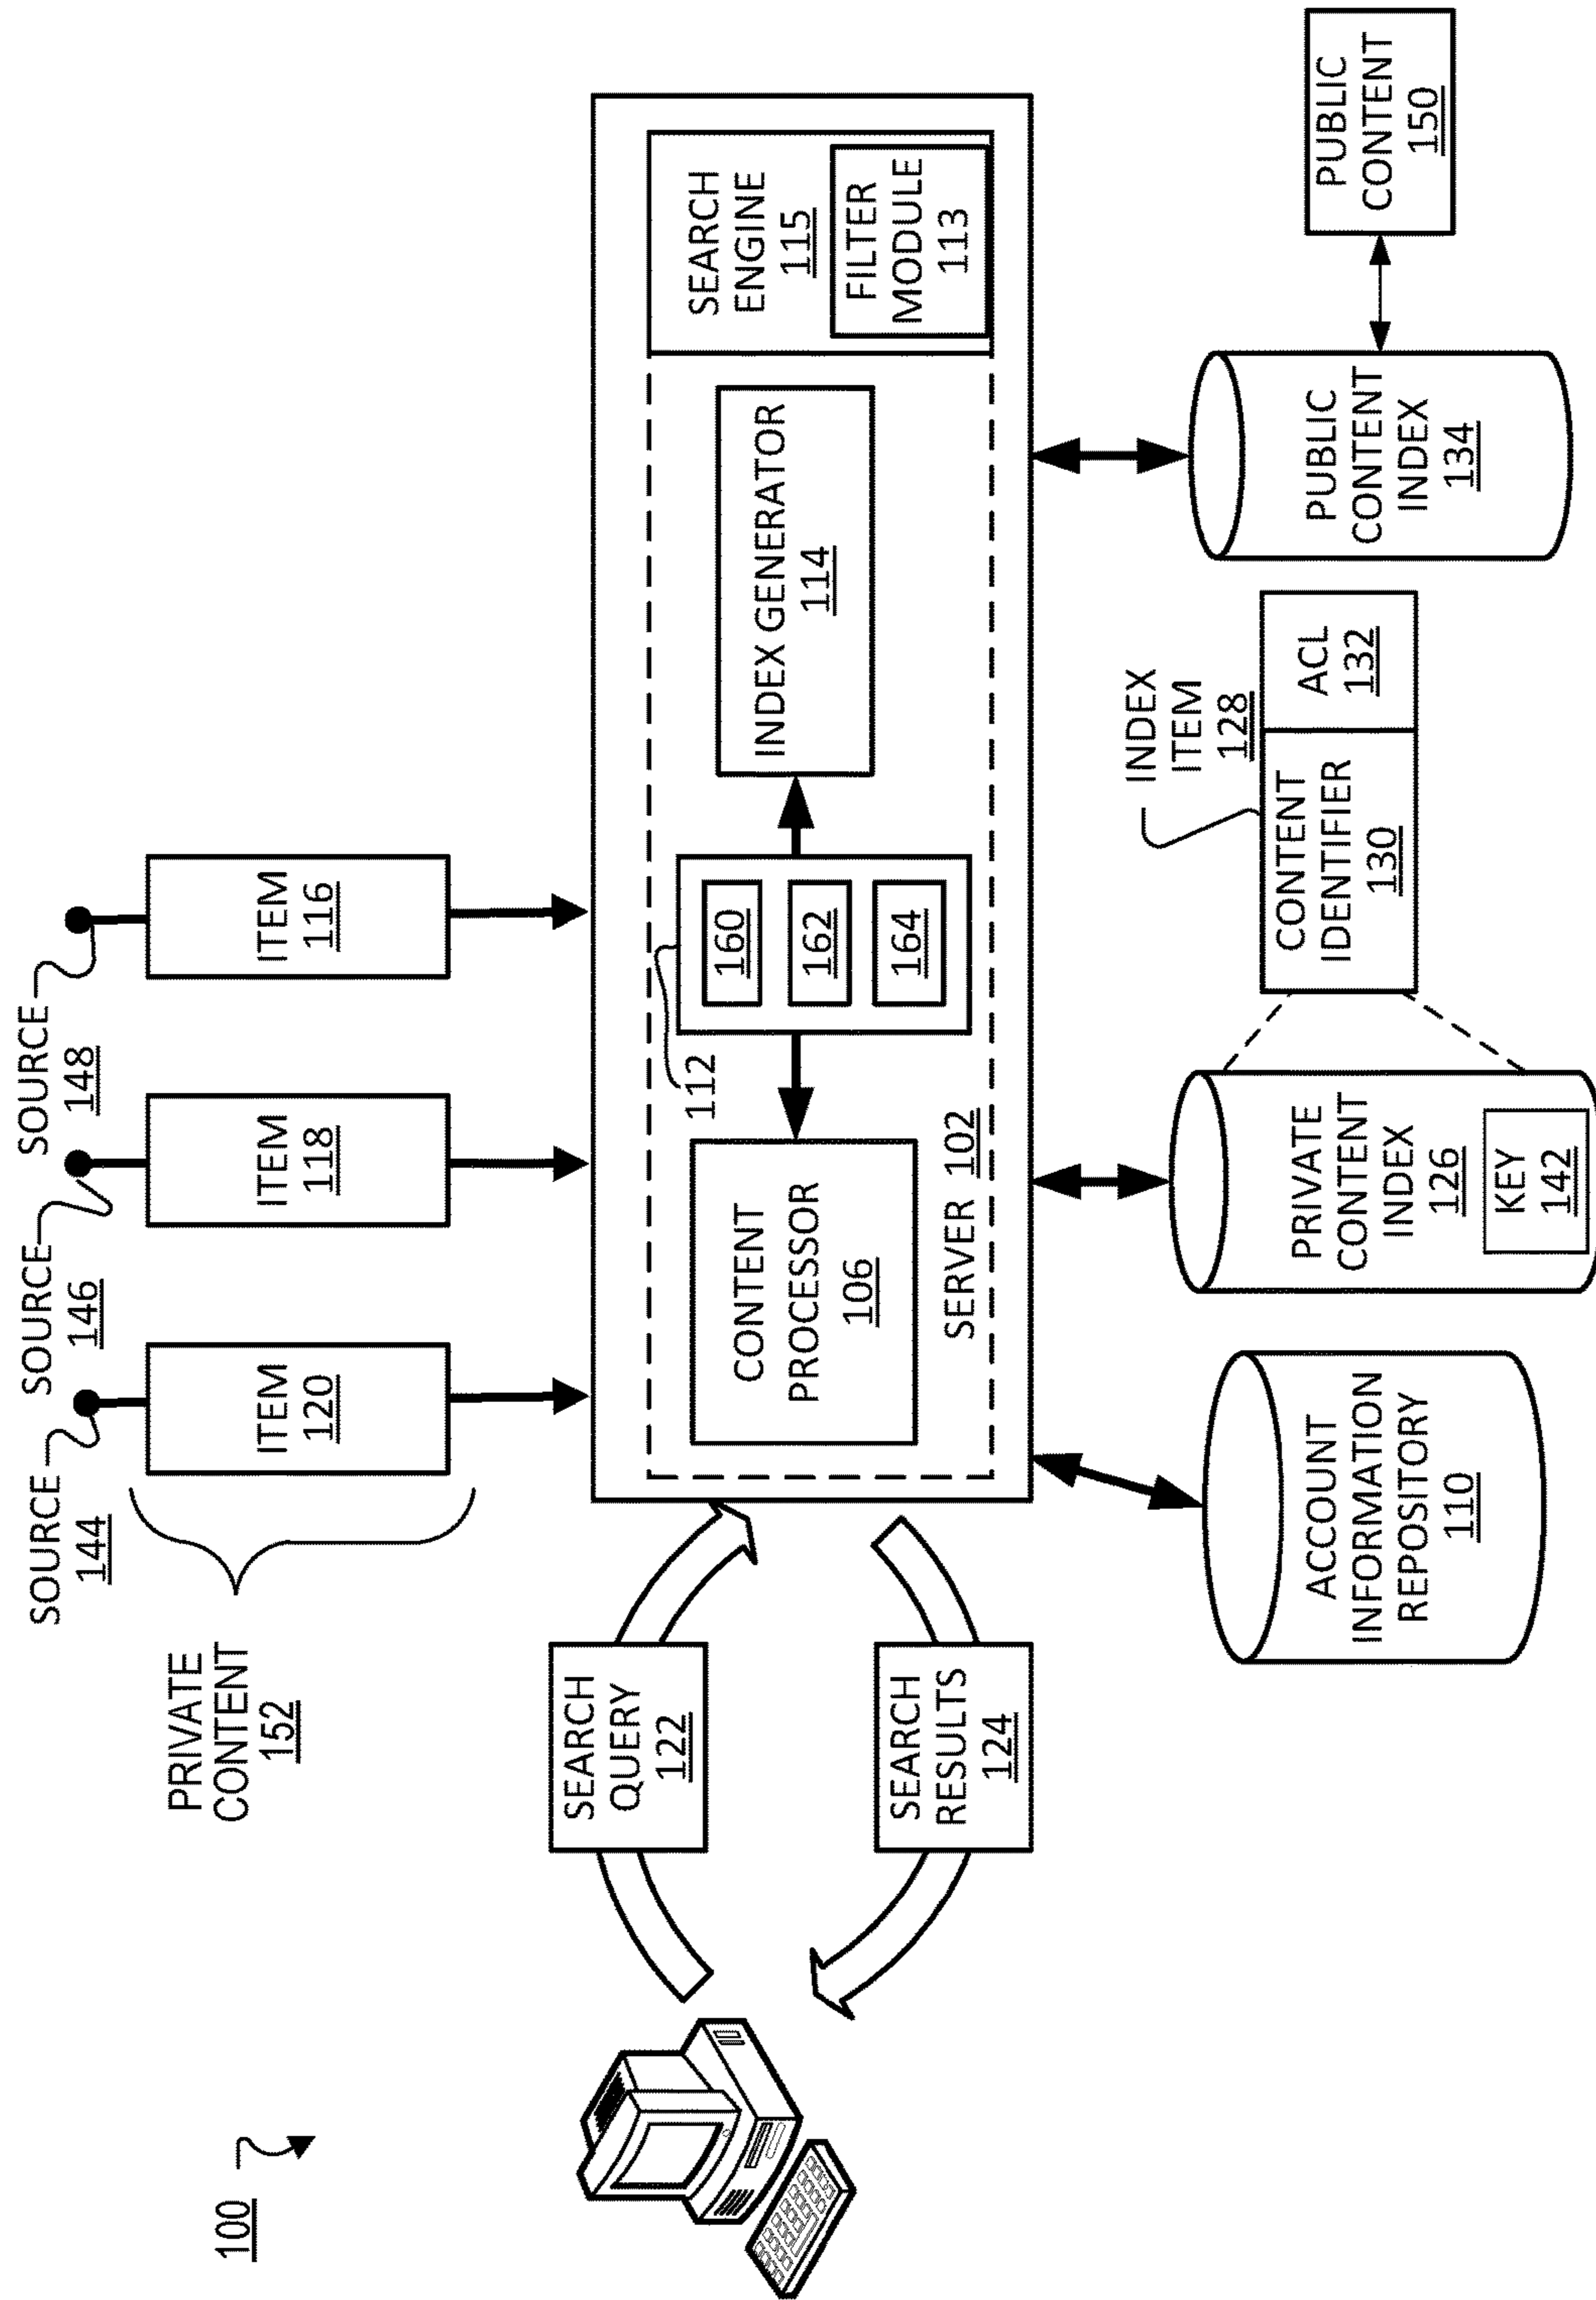 100
SOURCE
144
SOURCE
146
SOURCE
148
PRIVATE
CONTENT
152
ITEM
120
ITEM
118
ITEM
116
SEARCH
QUERY
122
SEARCH
RESULTS
124
CONTENT
PROCESSOR
106
SERVER 102
112
160
162
164
INDEX GENERATOR
114
SEARCH
ENGINE
115
FILTER
MODULE
113
ACCOUNT
INFORMATION
REPOSITORY
110
PRIVATE
CONTENT
INDEX
126
KEY
142
INDEX
ITEM
128
CONTENT
IDENTIFIER
130
ACL
132
PUBLIC
CONTENT
INDEX
134
PUBLIC
CONTENT
150